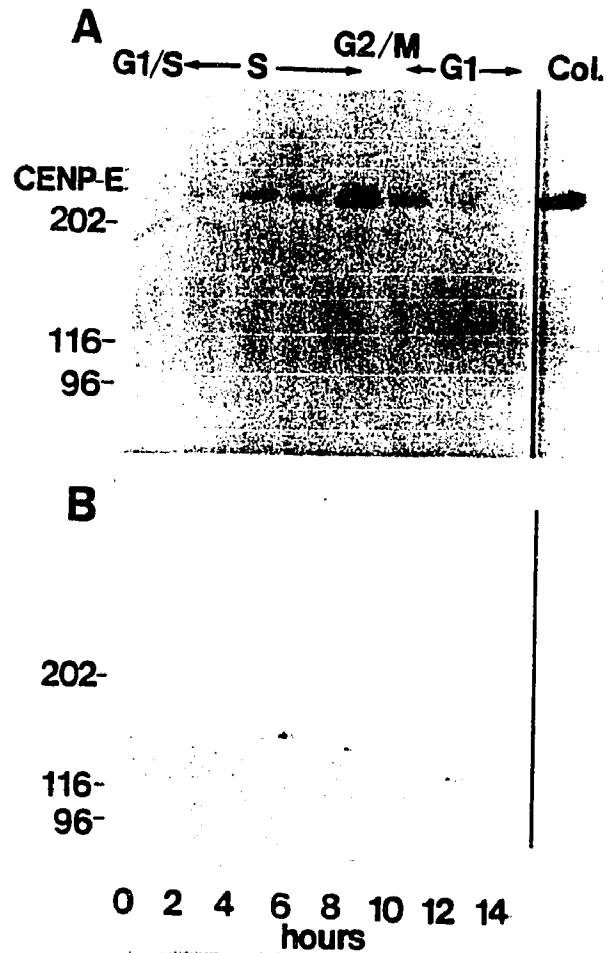 A
G1/S ← S → G2/M ← G1 → Col.
CENP-E
202-
116-
96-
B
202-
116-
96-
0 2 4 6 8 10 12 14
hours